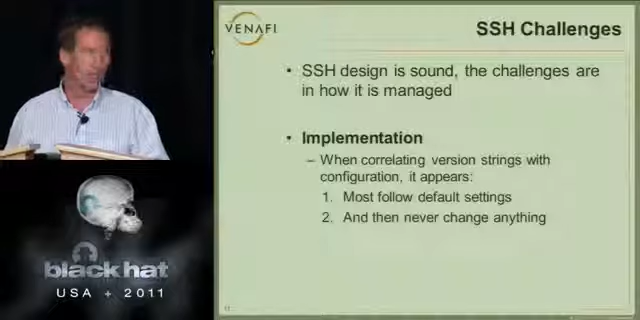 VENAFI
SSH Challenges
• SSH design is sound, the challenges are
in how it is managed
• Implementation
– When correlating version strings with
configuration, it appears:
1. Most follow default settings
2. And then never change anything
black hat
USA + 2011